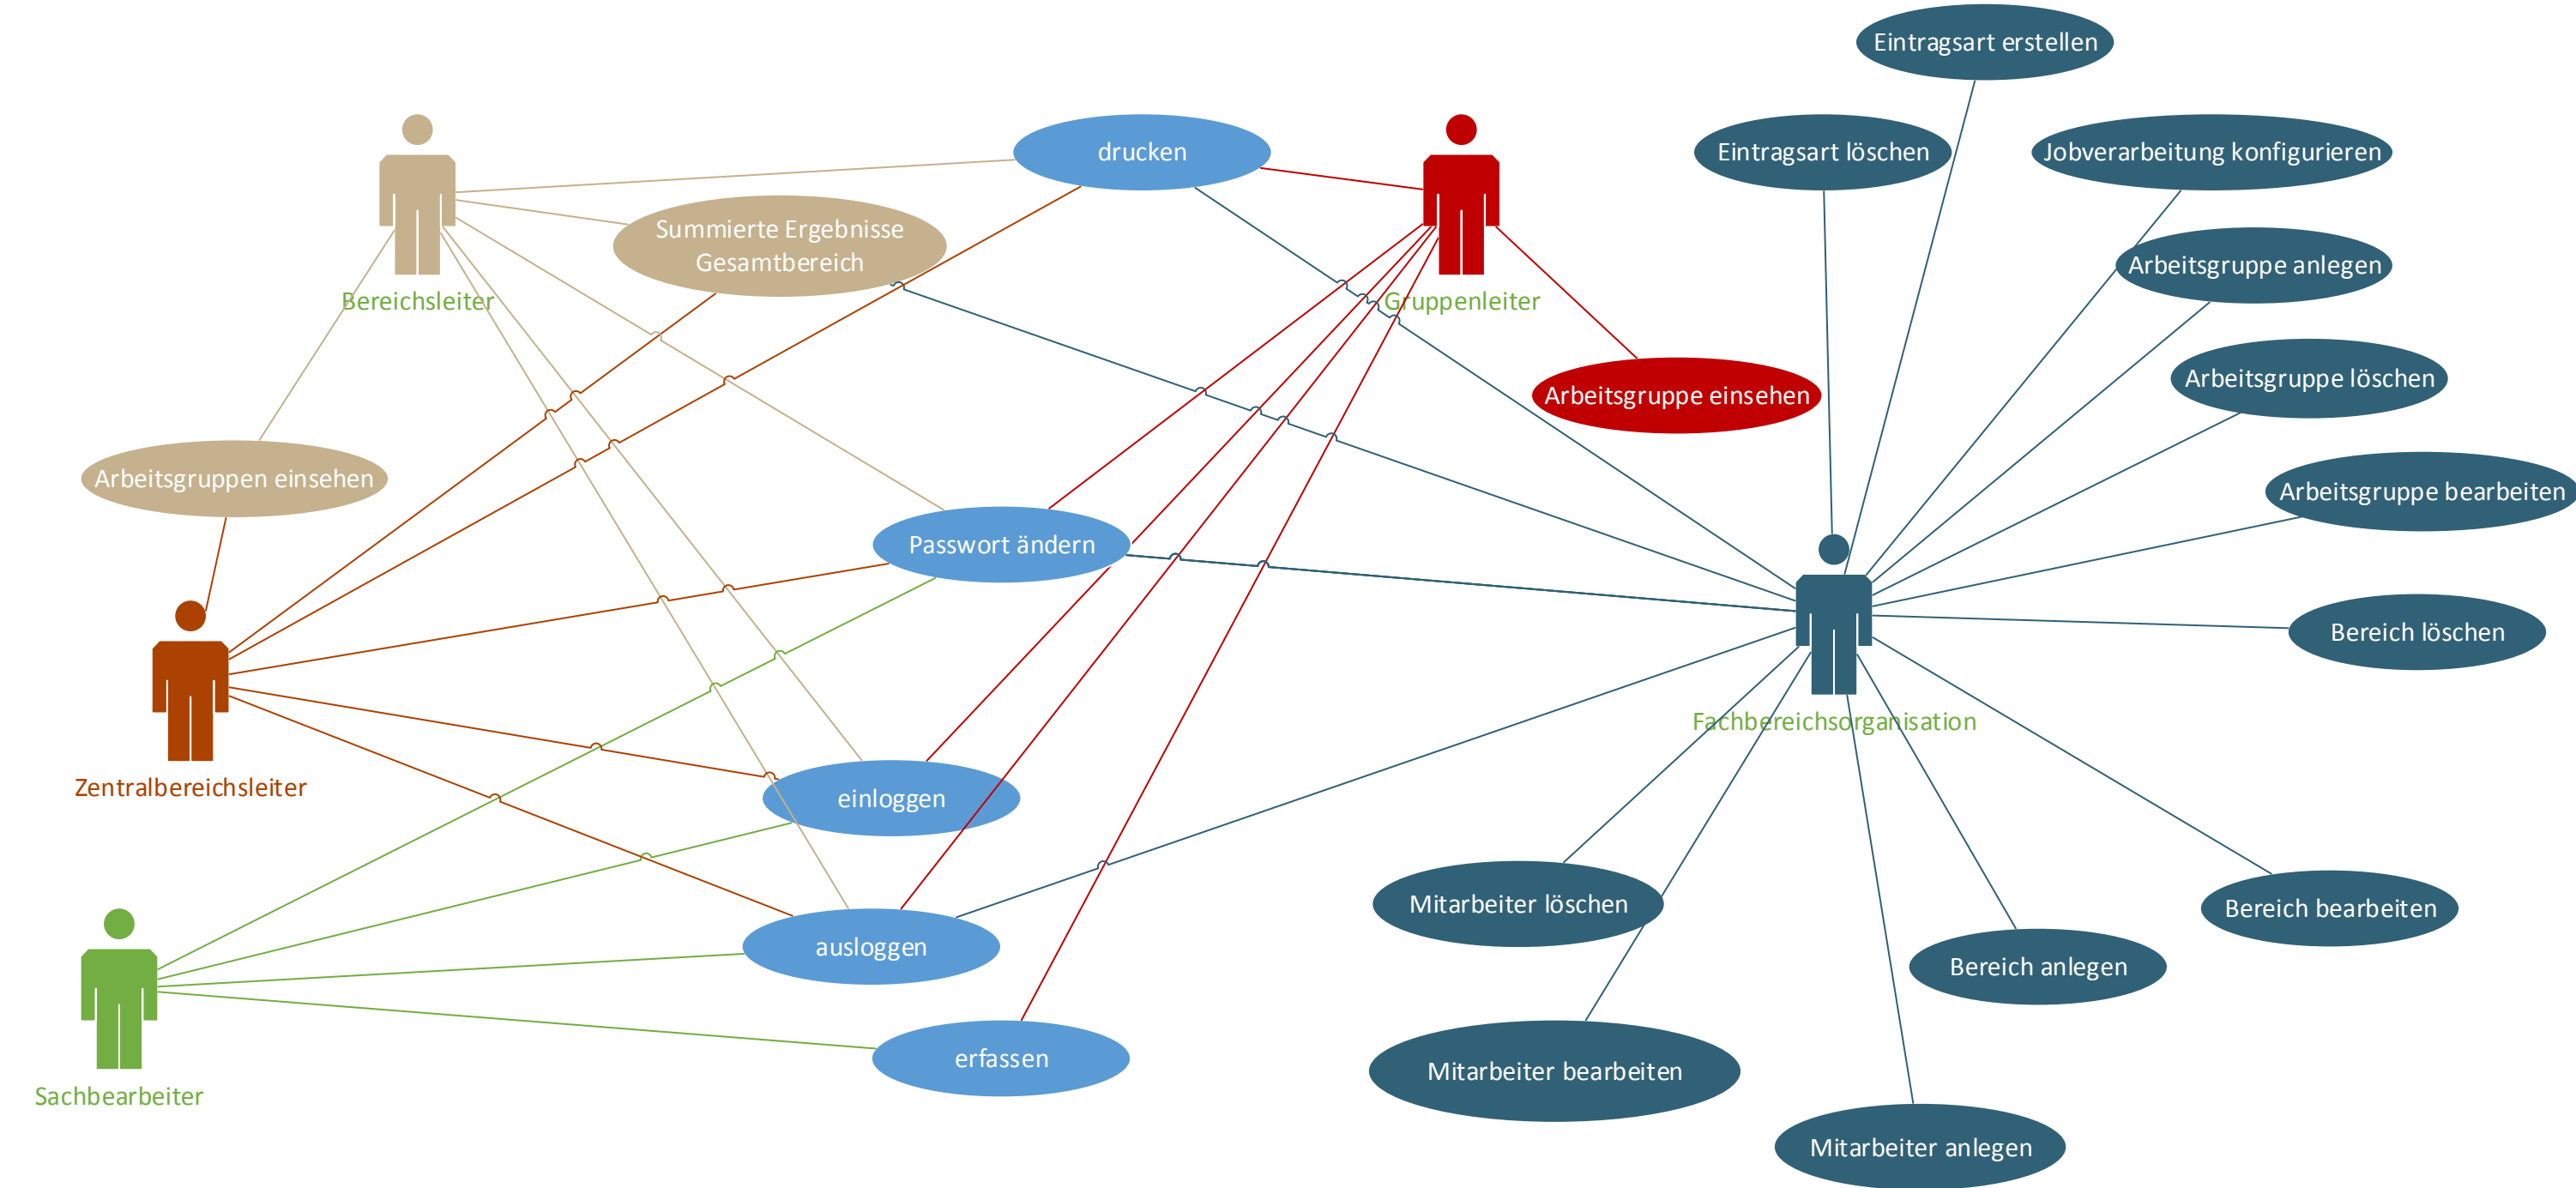 Eintragsart erstellen
drucken
Eintragsart löschen
Jobverarbeitung konfigurieren
Summierte Ergebnisse
Gesamtbereich
Arbeitsgruppe anlegen
Bereichsleiter
Gruppenleiter
Arbeitsgruppe löschen
Arbeitsgruppe einsehen
Arbeitsgruppen einsehen
Arbeitsgruppe bearbeiten
Passwort ändern
Bereich löschen
Fachbereichsorganisation
Zentralbereichsleiter
einloggen
Mitarbeiter löschen
Bereich bearbeiten
ausloggen
Bereich anlegen
erfassen
Mitarbeiter bearbeiten
Sachbearbeiter
Mitarbeiter anlegen